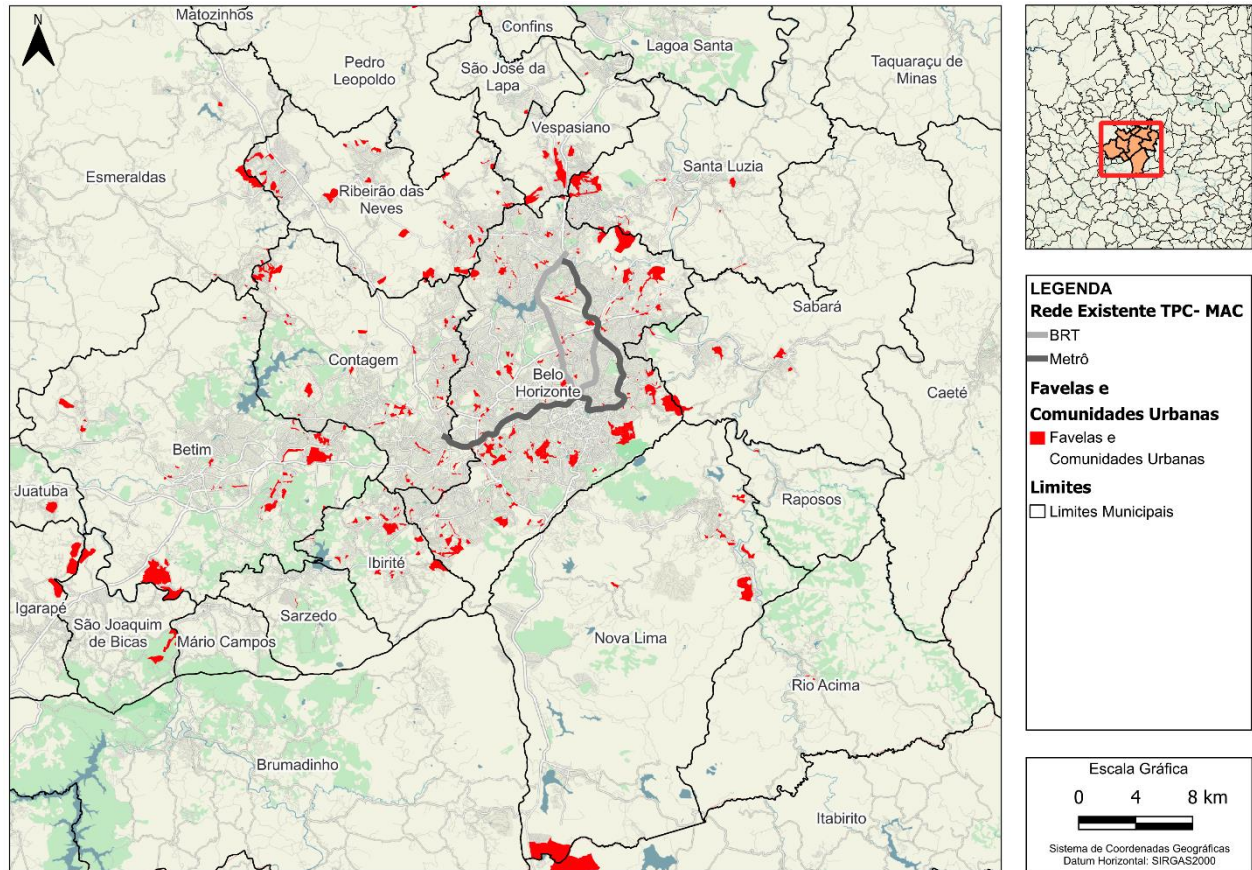 N
Matozinhos
Confins
Lagoa Santa
Taquaraçu de
Minas
Pedro
Leopoldo
São José da
Lapa
Vespasiano
Santa Luzia
Esmeraldas
Ribeirão das
Neves
Sabará
Contagem
Belo
Horizonte
Caeté
Betim
Juatuba
Raposos
Ibirité
Igarapé
São Joaquim
de Bicas
Mário Campos
Sarzedo
Nova Lima
Rio Acima
Brumadinho
Itabirito
LEGENDA
Rede Existente TPC- MAC
BRT
Metrô
Favelas e
Comunidades Urbanas
Favelas e
Comunidades Urbanas
Limites
Limites Municipais
Escala Gráfica
0 4 8 km
Sistema de Coordenadas Geográficas
Datum Horizontal: SIRGAS2000